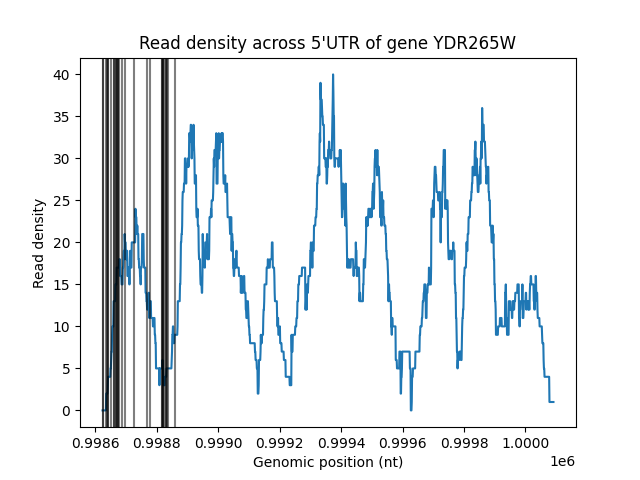 Read density across 5'UTR of gene YDR265W
40
35
30
25
20
15
10
5
0
Read density
0.9986 0.9988 0.9990 0.9992 0.9994 0.9996 0.9998 1.0000
1e6
Genomic position (nt)